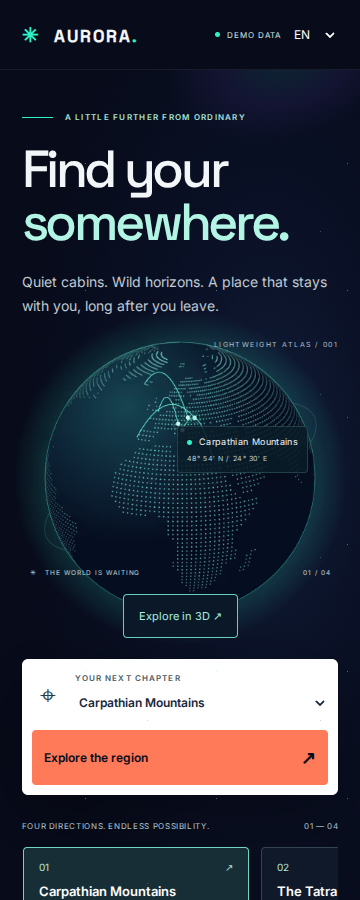 AURORA.
DEMO DATA
EN
A LITTLE FURTHER FROM ORDINARY
Find your
somewhere.
Quiet cabins. Wild horizons. A place that stays
with you, long after you leave.
LIGHTWEIGHT ATLAS / 001
Carpathian Mountains
48° 54' N / 24° 30' E
THE WORLD IS WAITING
01 / 04
Explore in 3D ↗
YOUR NEXT CHAPTER
Carpathian Mountains
Explore the region ↗
FOUR DIRECTIONS. ENDLESS POSSIBILITY.
01 — 04
01 ↗
Carpathian Mountains
02
The Tatra